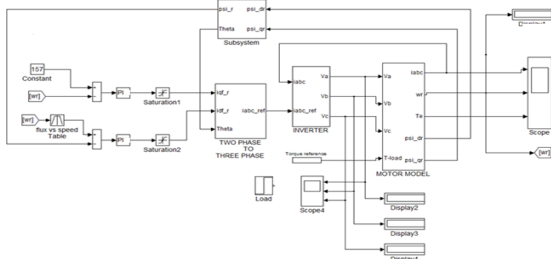 psi_r
psi_dr
Theta
psi_qr
Subsystem
157
Constant
[wr]
PI
Saturation1
[wr]
flux vs speed
Table
PI
Saturation2
iqf_r
idf_r
iabc_ref
Theta
TWO PHASE
TO
THREE PHASE
iabc
iabc_ref
Va
Vb
Vc
INVERTER
Torque reference
Va
Vb
Vc
T-load
iabc
wr
Te
psi_dr
psi_qr
MOTOR MODEL
Scope
[wr]
Load
Scope4
Display2
Display3